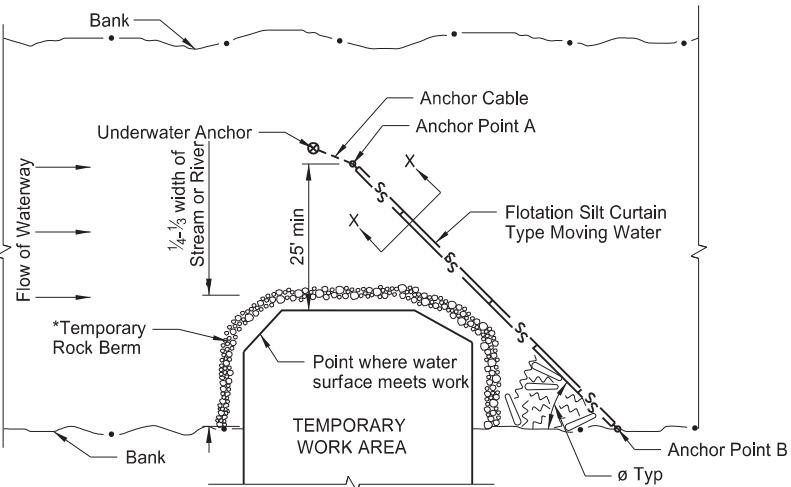 Bank
Anchor Cable
Underwater Anchor
Anchor Point A
X
X
Flow of Waterway
¼-⅓ width of
Stream or River
25' min
Flotation Silt Curtain
Type Moving Water
SS
SS
SS
SS
*Temporary
Rock Berm
Point where water
surface meets work
TEMPORARY
WORK AREA
Bank
Anchor Point B
ø Typ